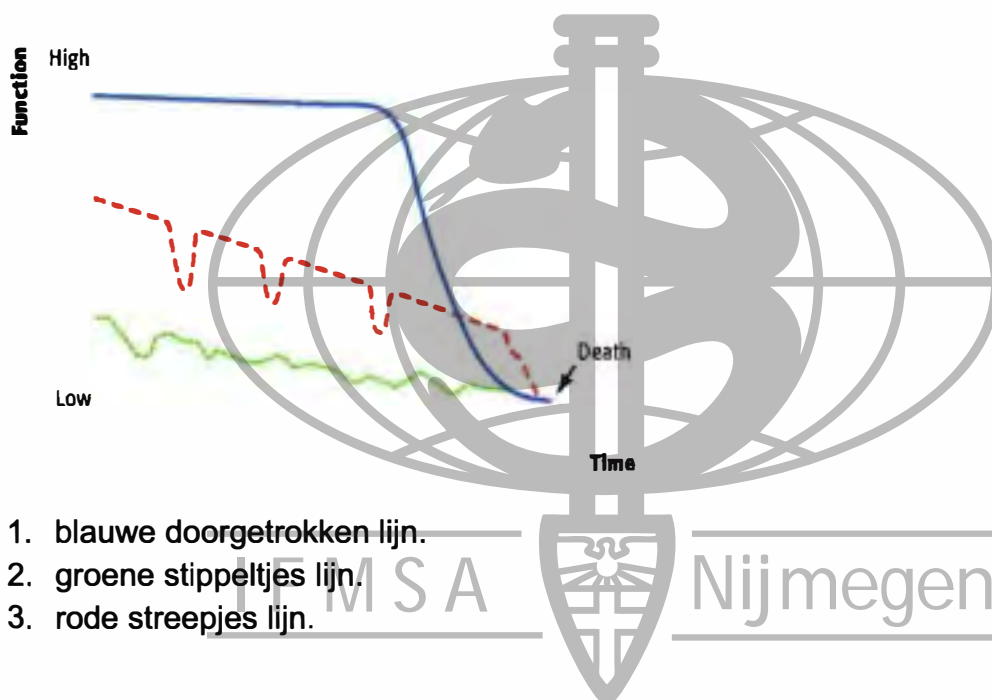 High
Function
Low
Death
Time
1. blauwe doorgetrokken lijn.
2. groene stippeltjes lijn.
3. rode streepjes lijn.
IFMSA Nijmegen